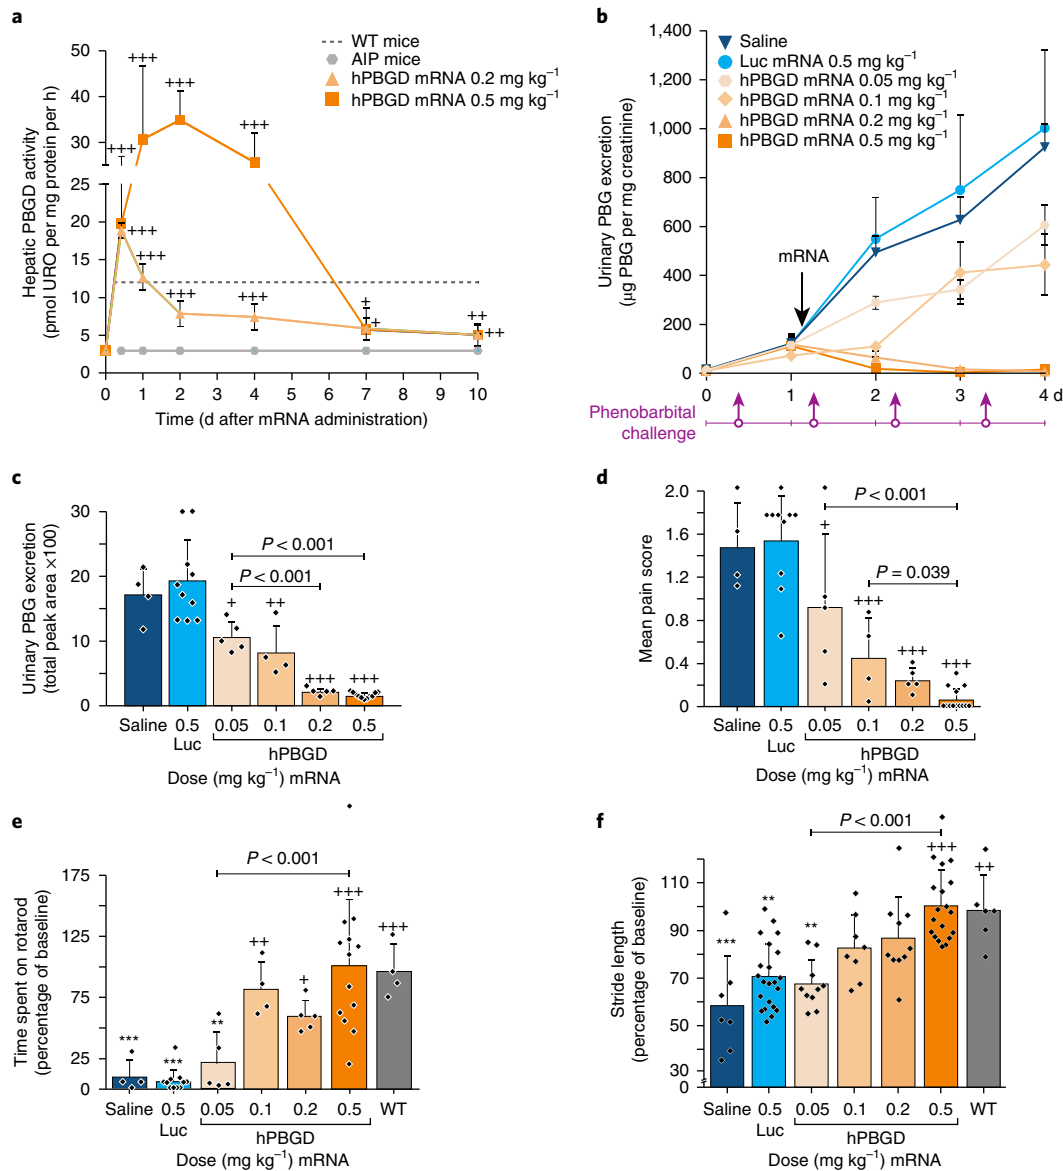 a
WT mice
AIP mice
hPBGD mRNA 0.2 mg kg⁻¹
hPBGD mRNA 0.5 mg kg⁻¹
Hepatic PBGD activity
(pmol URO per mg protein per h)
50
40
30
25
20
15
10
5
0
+++
+++
+++
+++
+++
+++
+++
+++
+
+
++
++
0 1 2 3 4 5 6 7 8 9 10
Time (d after mRNA administration)
b
Saline
Luc mRNA 0.5 mg kg⁻¹
hPBGD mRNA 0.05 mg kg⁻¹
hPBGD mRNA 0.1 mg kg⁻¹
hPBGD mRNA 0.2 mg kg⁻¹
hPBGD mRNA 0.5 mg kg⁻¹
Urinary PBG excretion
(µg PBG per mg creatinine)
1,400
1,200
1,000
800
600
400
200
0
mRNA
0 1 2 3 4 d
Phenobarbital
challenge
c
Urinary PBG excretion
(total peak area ×100)
30
20
10
0
P < 0.001
P < 0.001
+ ++ +++ +++
Saline 0.5 0.05 0.1 0.2 0.5
Luc
hPBGD
Dose (mg kg⁻¹) mRNA
d
Mean pain score
2.0
1.6
1.2
0.8
0.4
0
P < 0.001
P = 0.039
+ +++ +++ +++
Saline 0.5 0.05 0.1 0.2 0.5
Luc
hPBGD
Dose (mg kg⁻¹) mRNA
e
Time spent on rotarod
(percentage of baseline)
175
125
75
25
0
P < 0.001
*** *** ** ++ + +++ +++
Saline 0.5 0.05 0.1 0.2 0.5 WT
Luc
hPBGD
Dose (mg kg⁻¹) mRNA
f
Stride length
(percentage of baseline)
110
90
70
50
30
0
P < 0.001
*** ** ** +++ ++
Saline 0.5 0.05 0.1 0.2 0.5 WT
Luc
hPBGD
Dose (mg kg⁻¹) mRNA